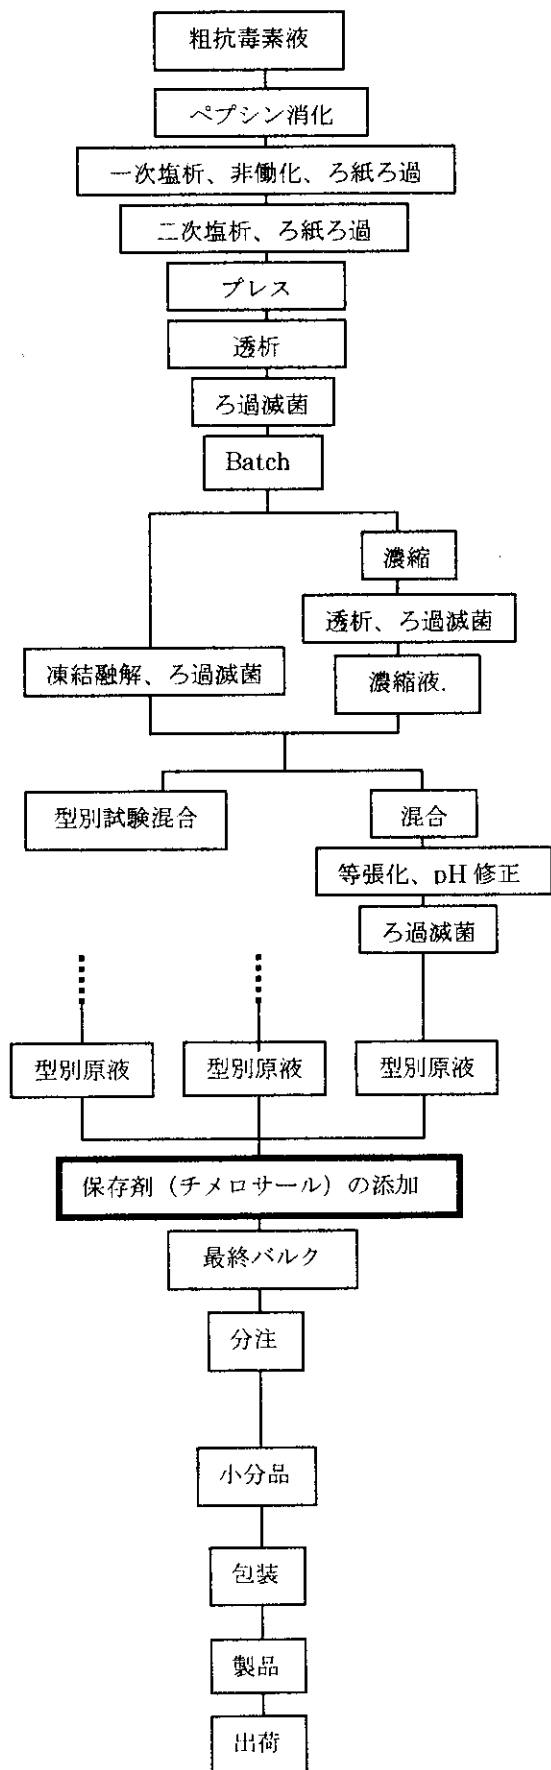 粗抗毒素液
ペプシン消化
一次塩析、非働化、ろ紙ろ過
二次塩析、ろ紙ろ過
プレス
透析
ろ過滅菌
Batch
濃縮
透析、ろ過滅菌
凍結融解、ろ過滅菌
濃縮液.
型別試験混合
混合
等張化、pH 修正
ろ過滅菌
型別原液
型別原液
型別原液
保存剤（チメロサール）の添加
最終バルク
分注
小分品
包装
製品
出荷